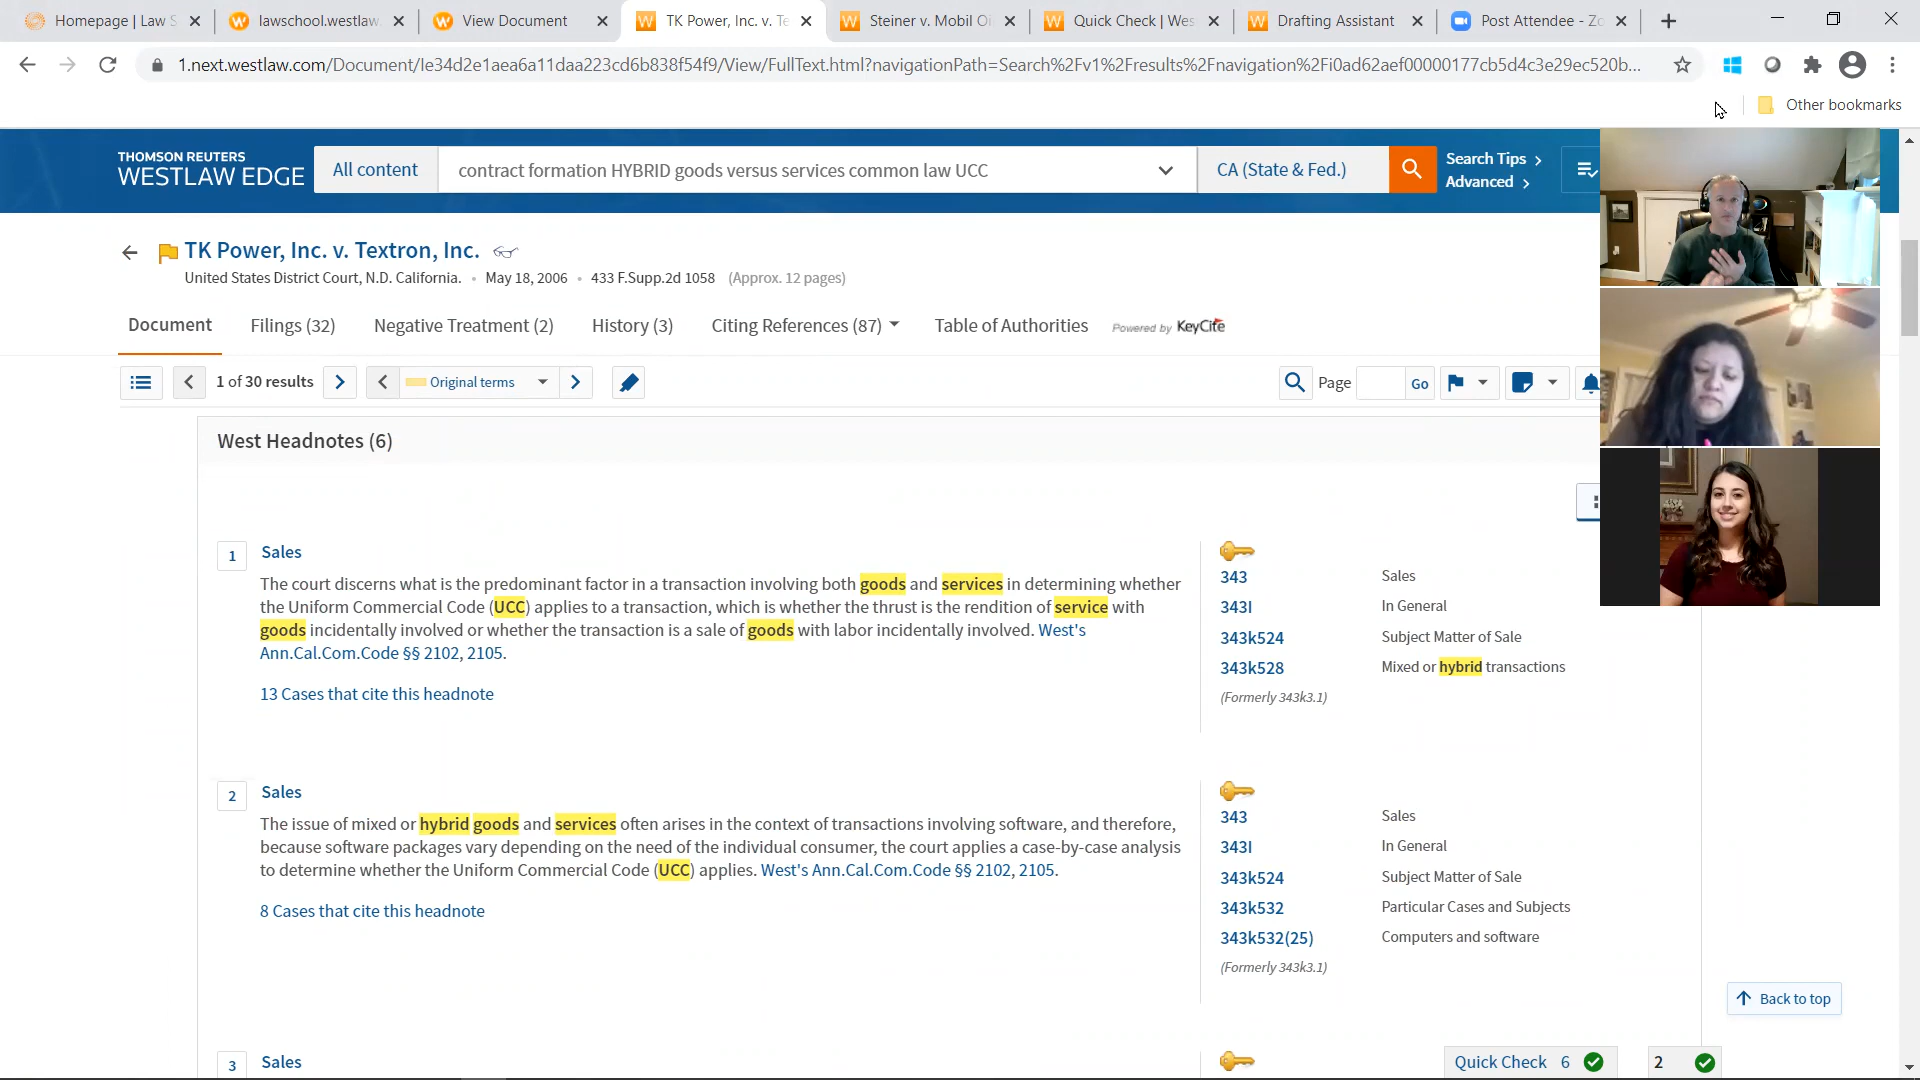 Homepage | Law S
lawschool.westlaw.
View Document
TK Power, Inc. v. Te
Steiner v. Mobil Oi
Quick Check | Wes
Drafting Assistant
Post Attendee - Zo
1.next.westlaw.com/Document/Ie34d2e1aea6a11daa223cd6b838f54f9/View/FullText.html?navigationPath=Search%2Fv1%2Fresults%2Fnavigation%2Fi0ad62aef00000177cb5d4c3e29ec520b...
Other bookmarks
THOMSON REUTERS
WESTLAW EDGE
All content
contract formation HYBRID goods versus services common law UCC
CA (State & Fed.)
Search Tips
Advanced
TK Power, Inc. v. Textron, Inc.
United States District Court, N.D. California. • May 18, 2006 • 433 F.Supp.2d 1058 (Approx. 12 pages)
Document
Filings (32)
Negative Treatment (2)
History (3)
Citing References (87)
Table of Authorities
Powered by KeyCite
1 of 30 results
Original terms
Page
Go
West Headnotes (6)
1
Sales
The court discerns what is the predominant factor in a transaction involving both goods and services in determining whether
the Uniform Commercial Code (UCC) applies to a transaction, which is whether the thrust is the rendition of service with
goods incidentally involved or whether the transaction is a sale of goods with labor incidentally involved. West's
Ann.Cal.Com.Code §§ 2102, 2105.
13 Cases that cite this headnote
343 Sales
343I In General
343k524 Subject Matter of Sale
343k528 Mixed or hybrid transactions
(Formerly 343k3.1)
2
Sales
The issue of mixed or hybrid goods and services often arises in the context of transactions involving software, and therefore,
because software packages vary depending on the need of the individual consumer, the court applies a case-by-case analysis
to determine whether the Uniform Commercial Code (UCC) applies. West's Ann.Cal.Com.Code §§ 2102, 2105.
8 Cases that cite this headnote
343 Sales
343I In General
343k524 Subject Matter of Sale
343k532 Particular Cases and Subjects
343k532(25) Computers and software
(Formerly 343k3.1)
Back to top
3
Sales
Quick Check 6
2